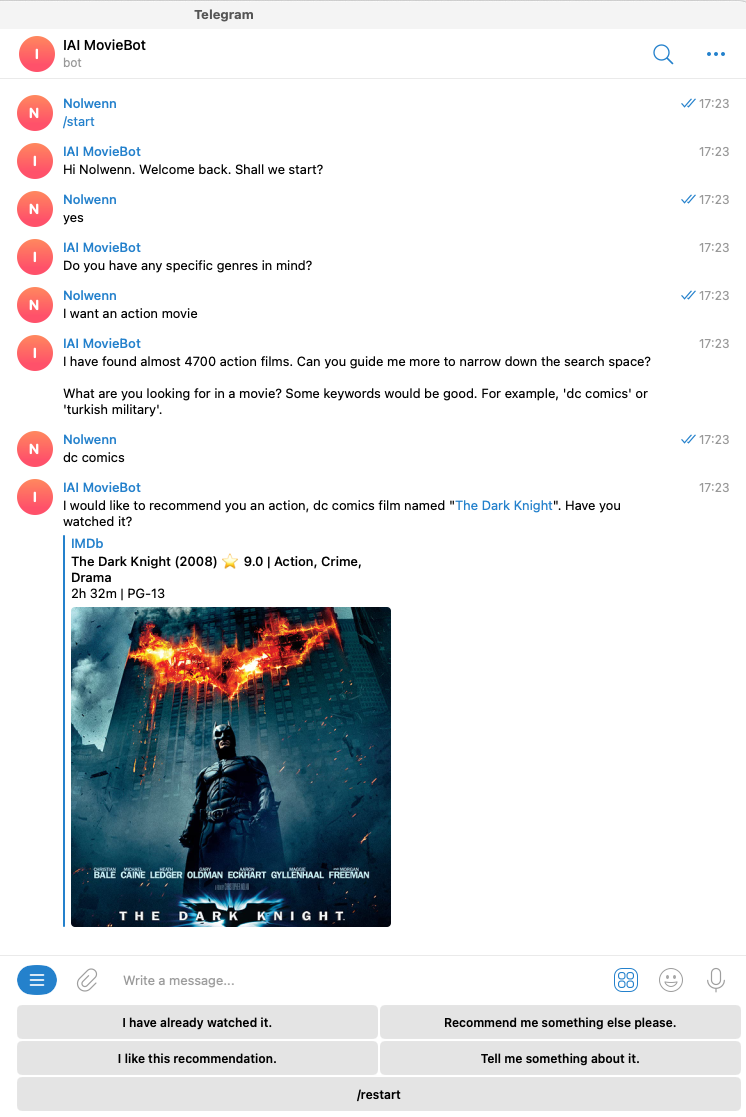 Telegram
I
IAI MovieBot
bot
N
Nolwenn
17:23
/start
I
IAI MovieBot
17:23
Hi Nolwenn. Welcome back. Shall we start?
N
Nolwenn
17:23
yes
I
IAI MovieBot
17:23
Do you have any specific genres in mind?
N
Nolwenn
17:23
I want an action movie
I
IAI MovieBot
17:23
I have found almost 4700 action films. Can you guide me more to narrow down the search space?
What are you looking for in a movie? Some keywords would be good. For example, 'dc comics' or
'turkish military'.
N
Nolwenn
17:23
dc comics
I
IAI MovieBot
17:23
I would like to recommend you an action, dc comics film named "The Dark Knight". Have you
watched it?
IMDb
The Dark Knight (2008) ⭐ 9.0 | Action, Crime,
Drama
2h 32m | PG-13
CHRISTIAN BALE MICHAEL CAINE HEATH LEDGER GARY OLDMAN AARON ECKHART MAGGIE GYLLENHAAL AND MORGAN FREEMAN
THE DARK KNIGHT
Write a message...
I have already watched it.
Recommend me something else please.
I like this recommendation.
Tell me something about it.
/restart